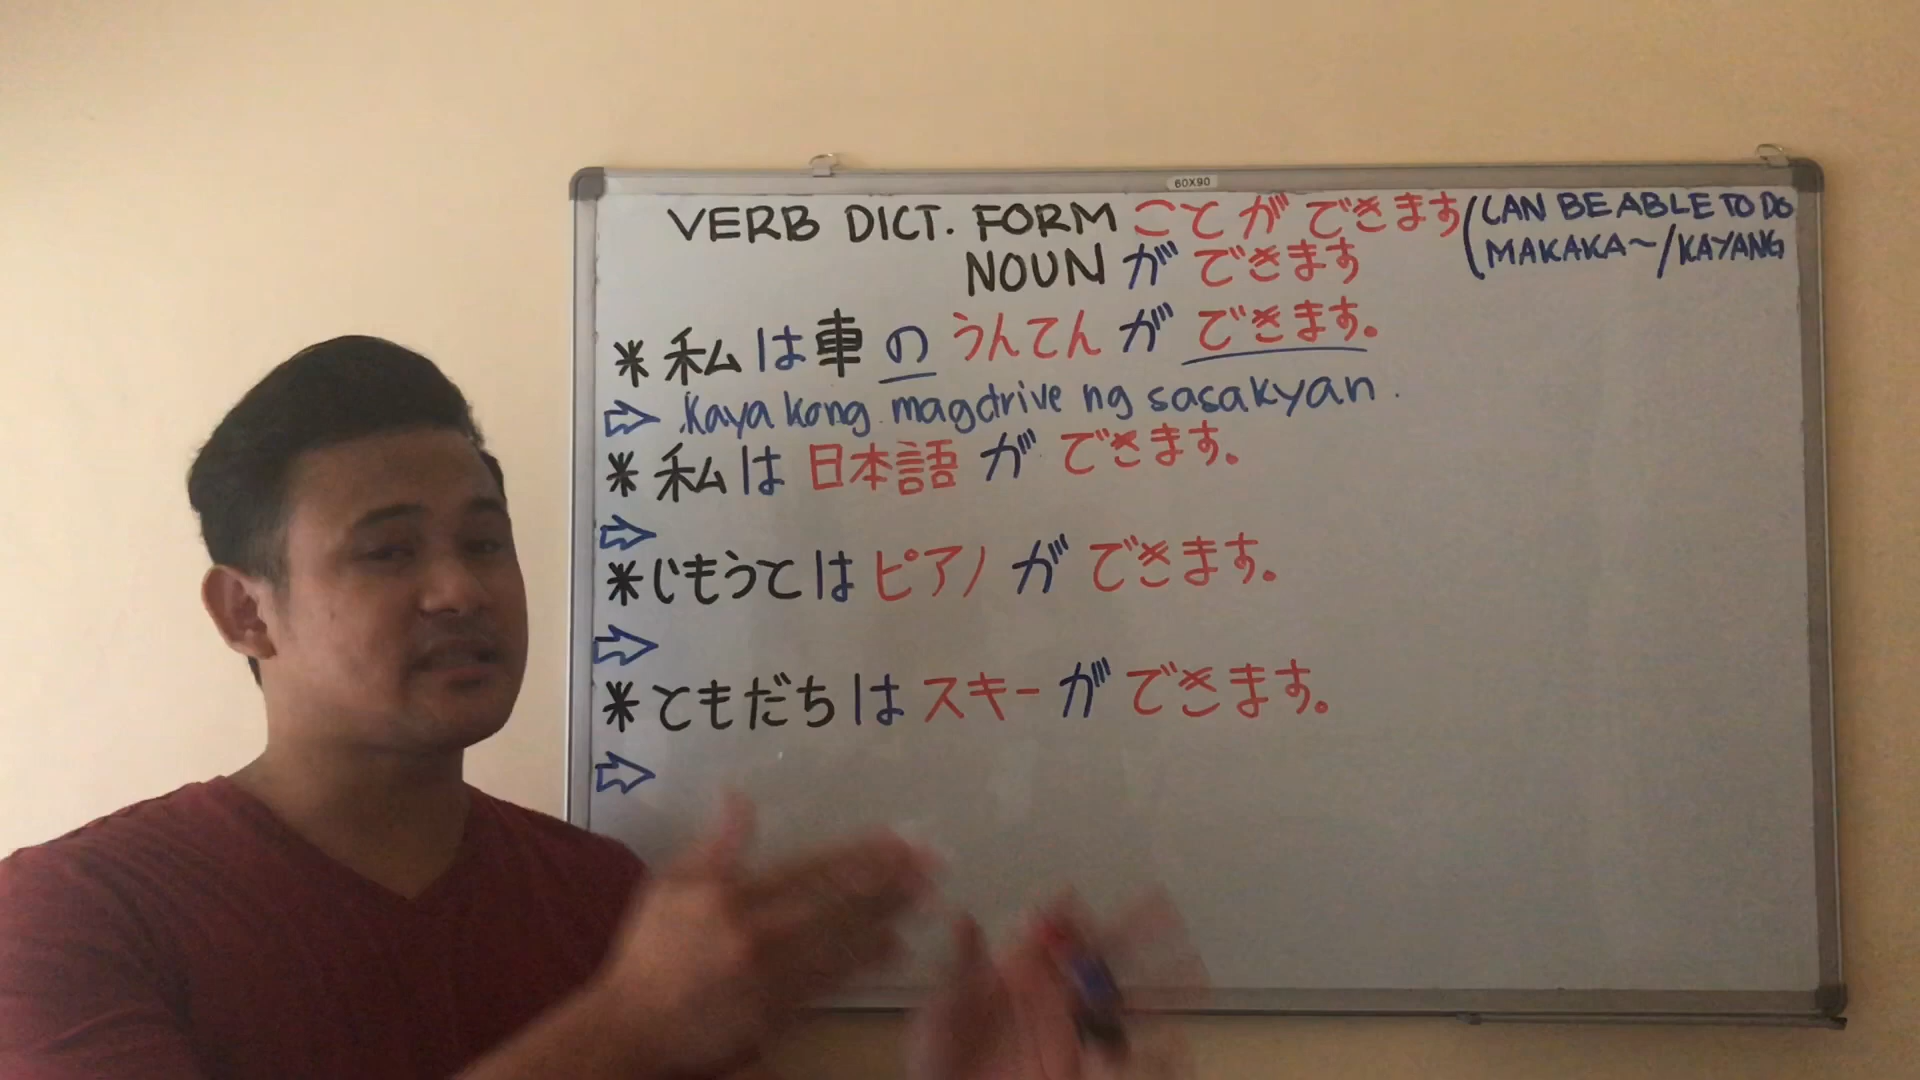 60X90
VERB DICT. FORM ことができます (CAN BE ABLE TO DO
NOUN が できます (MAKAKA~/KAYANG
* 私は車のうんてんができます。
⇨ Kaya kong magdrive ng sasakyan.
* 私は日本語ができます。
⇨
* じもうとはピアノができます。
⇨
* ともだちはスキーができます。
⇨